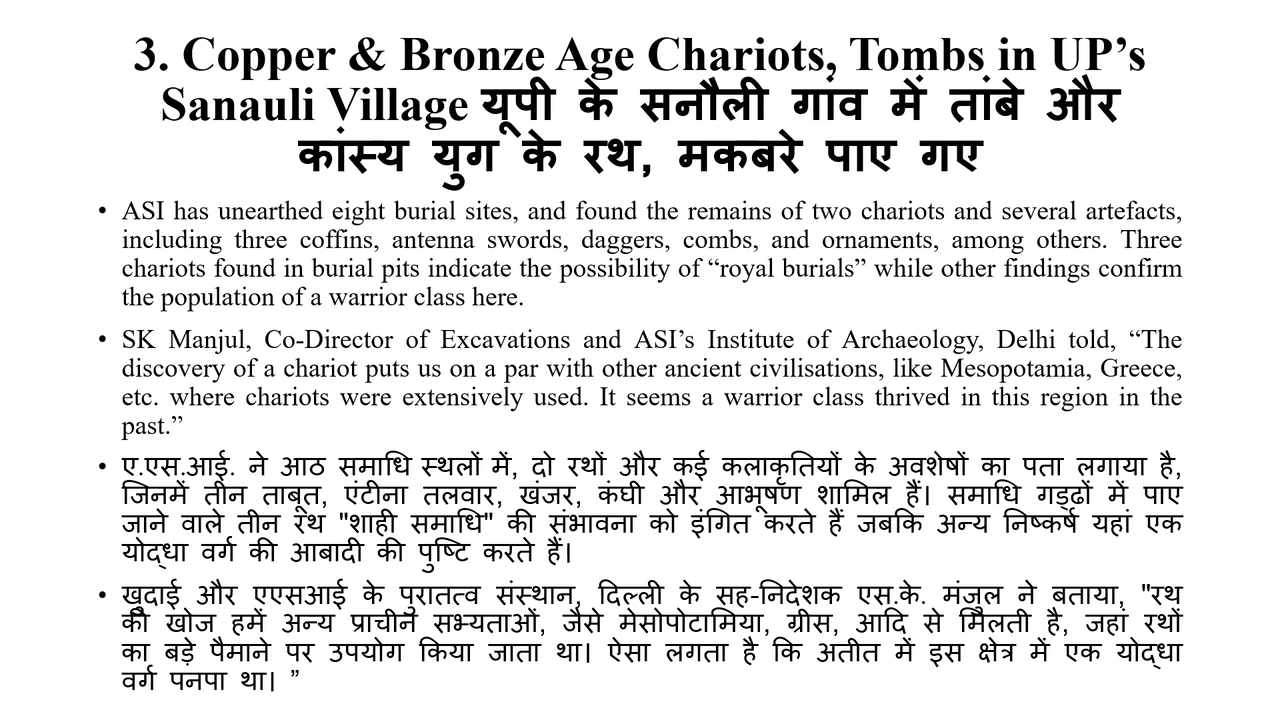 3. Copper & Bronze Age Chariots, Tombs in UP’s
Sanauli Village यूपी के सनौली गांव में तांबे और
कांस्य युग के रथ, मकबरे पाए गए
• ASI has unearthed eight burial sites, and found the remains of two chariots and several artefacts,
including three coffins, antenna swords, daggers, combs, and ornaments, among others. Three
chariots found in burial pits indicate the possibility of “royal burials” while other findings confirm
the population of a warrior class here.
• SK Manjul, Co-Director of Excavations and ASI’s Institute of Archaeology, Delhi told, “The
discovery of a chariot puts us on a par with other ancient civilisations, like Mesopotamia, Greece,
etc. where chariots were extensively used. It seems a warrior class thrived in this region in the
past.”
• ए.एस.आई. ने आठ समाधि स्थलों में, दो रथों और कई कलाकृतियों के अवशेषों का पता लगाया है,
जिनमें तीन ताबूत, एंटीना तलवार, खंजर, कंघी और आभूषण शामिल हैं। समाधि गड्ढों में पाए
जाने वाले तीन रथ "शाही समाधि" की संभावना को इंगित करते हैं जबकि अन्य निष्कर्ष यहां एक
योद्धा वर्ग की आबादी की पुष्टि करते हैं।
• खुदाई और एएसआई के पुरातत्व संस्थान, दिल्ली के सह-निदेशक एस.के. मंजुल ने बताया, "रथ
की खोज हमें अन्य प्राचीन सभ्यताओं, जैसे मेसोपोटामिया, ग्रीस, आदि से मिलती है, जहां रथों
का बड़े पैमाने पर उपयोग किया जाता था। ऐसा लगता है कि अतीत में इस क्षेत्र में एक योद्धा
वर्ग पनपा था। ”